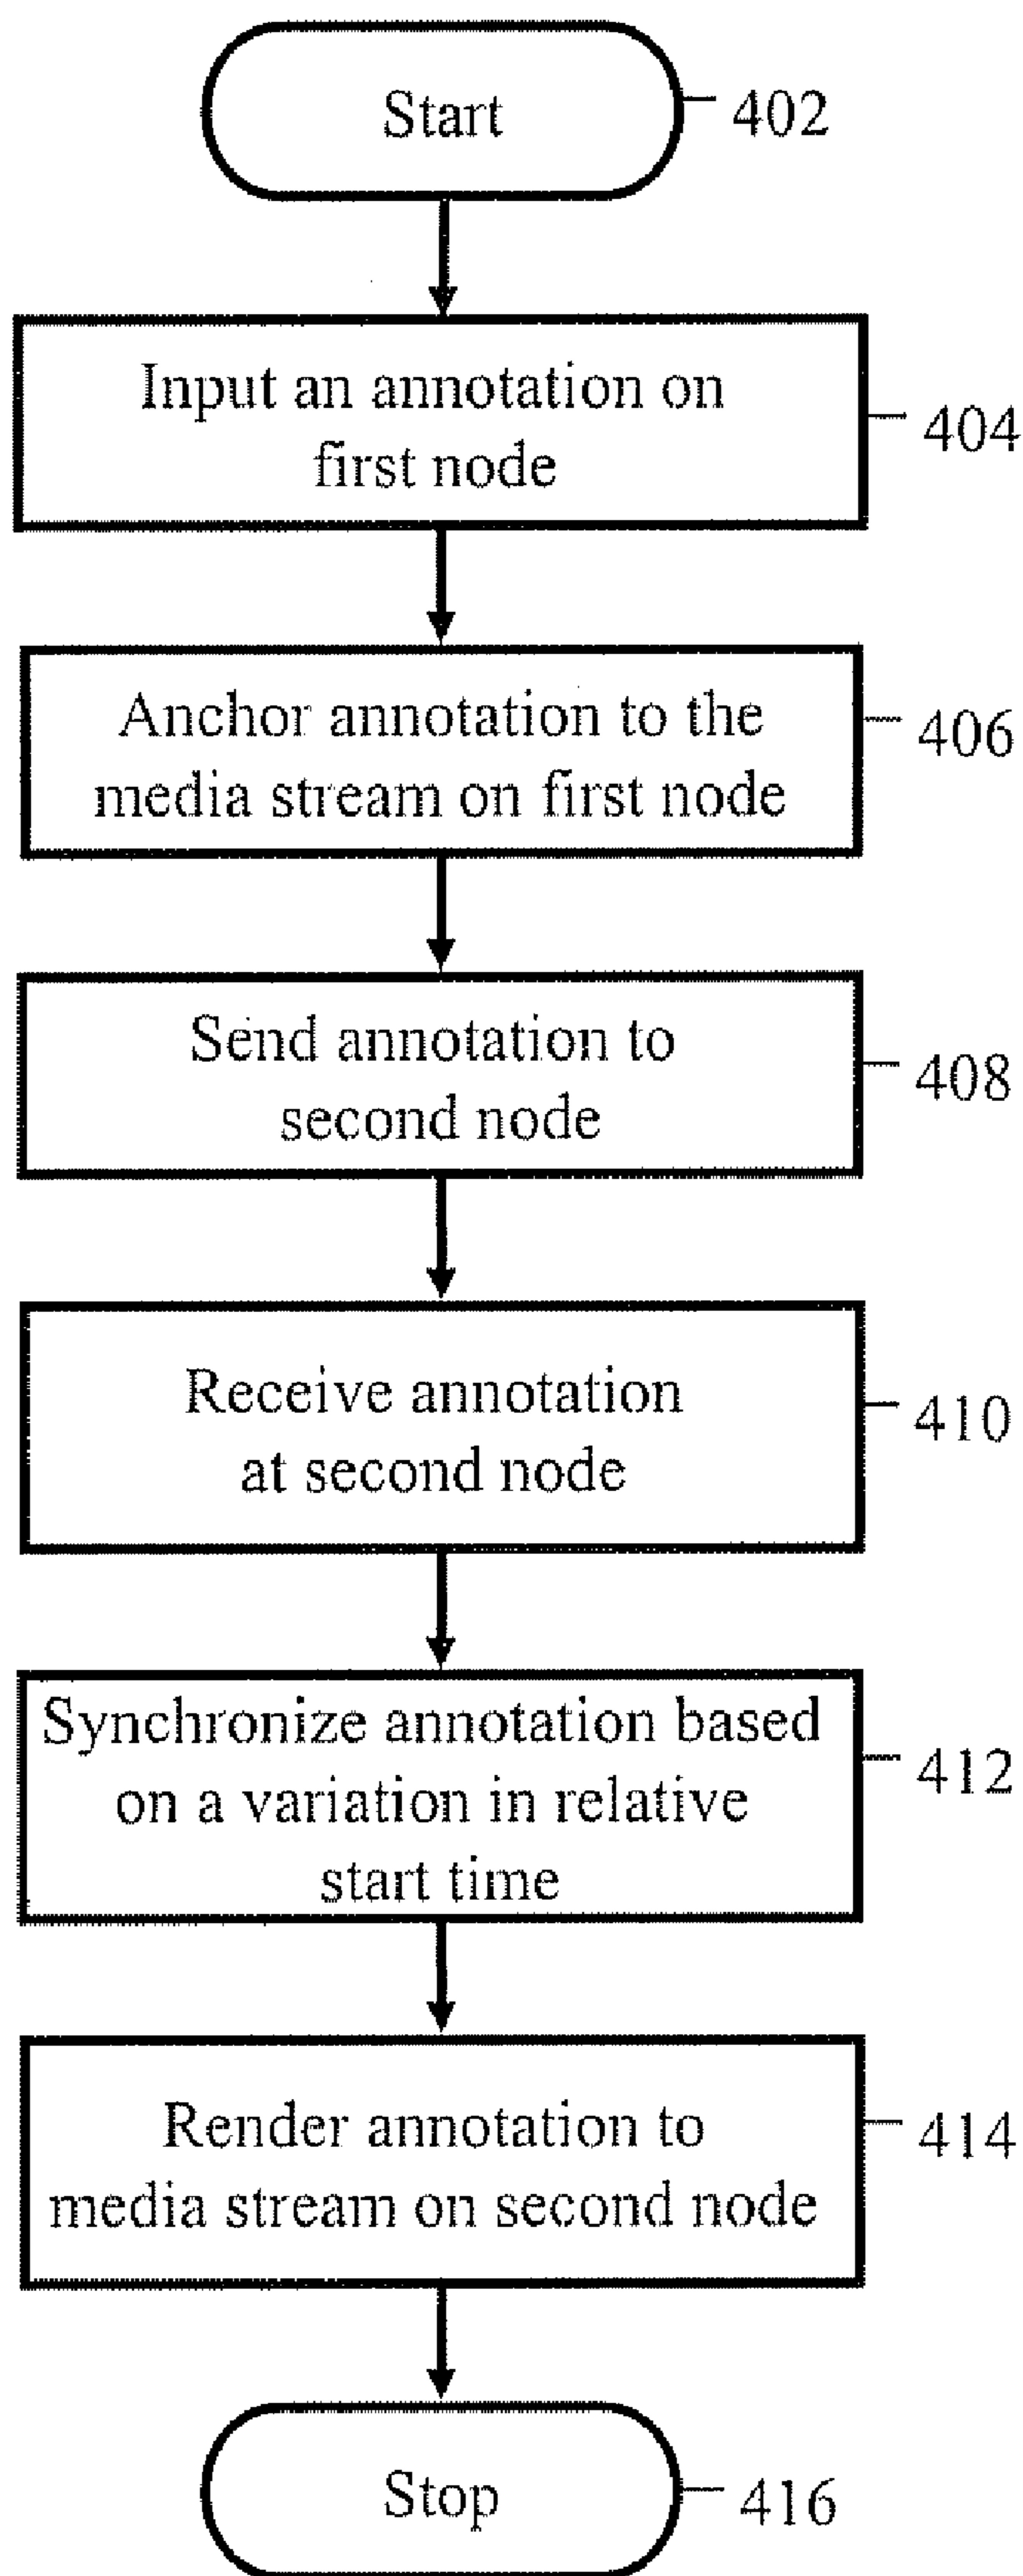 Start
402
Input an annotation on
first node
404
Anchor annotation to the
media stream on first node
406
Send annotation to
second node
408
Receive annotation
at second node
410
Synchronize annotation based
on a variation in relative
start time
412
Render annotation to
media stream on second node
414
Stop
416